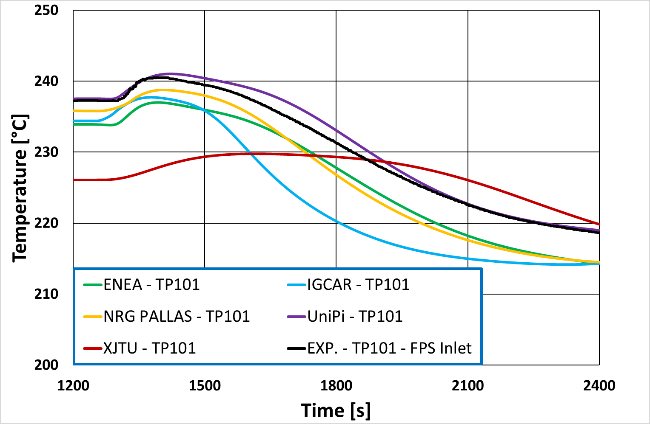 250
240
230
220
210
200
Temperature [°C]
ENEA - TP101
IGCAR - TP101
NRG PALLAS - TP101
UniPi - TP101
XJTU - TP101
EXP. - TP101 - FPS Inlet
1200 1500 1800 2100 2400
Time [s]